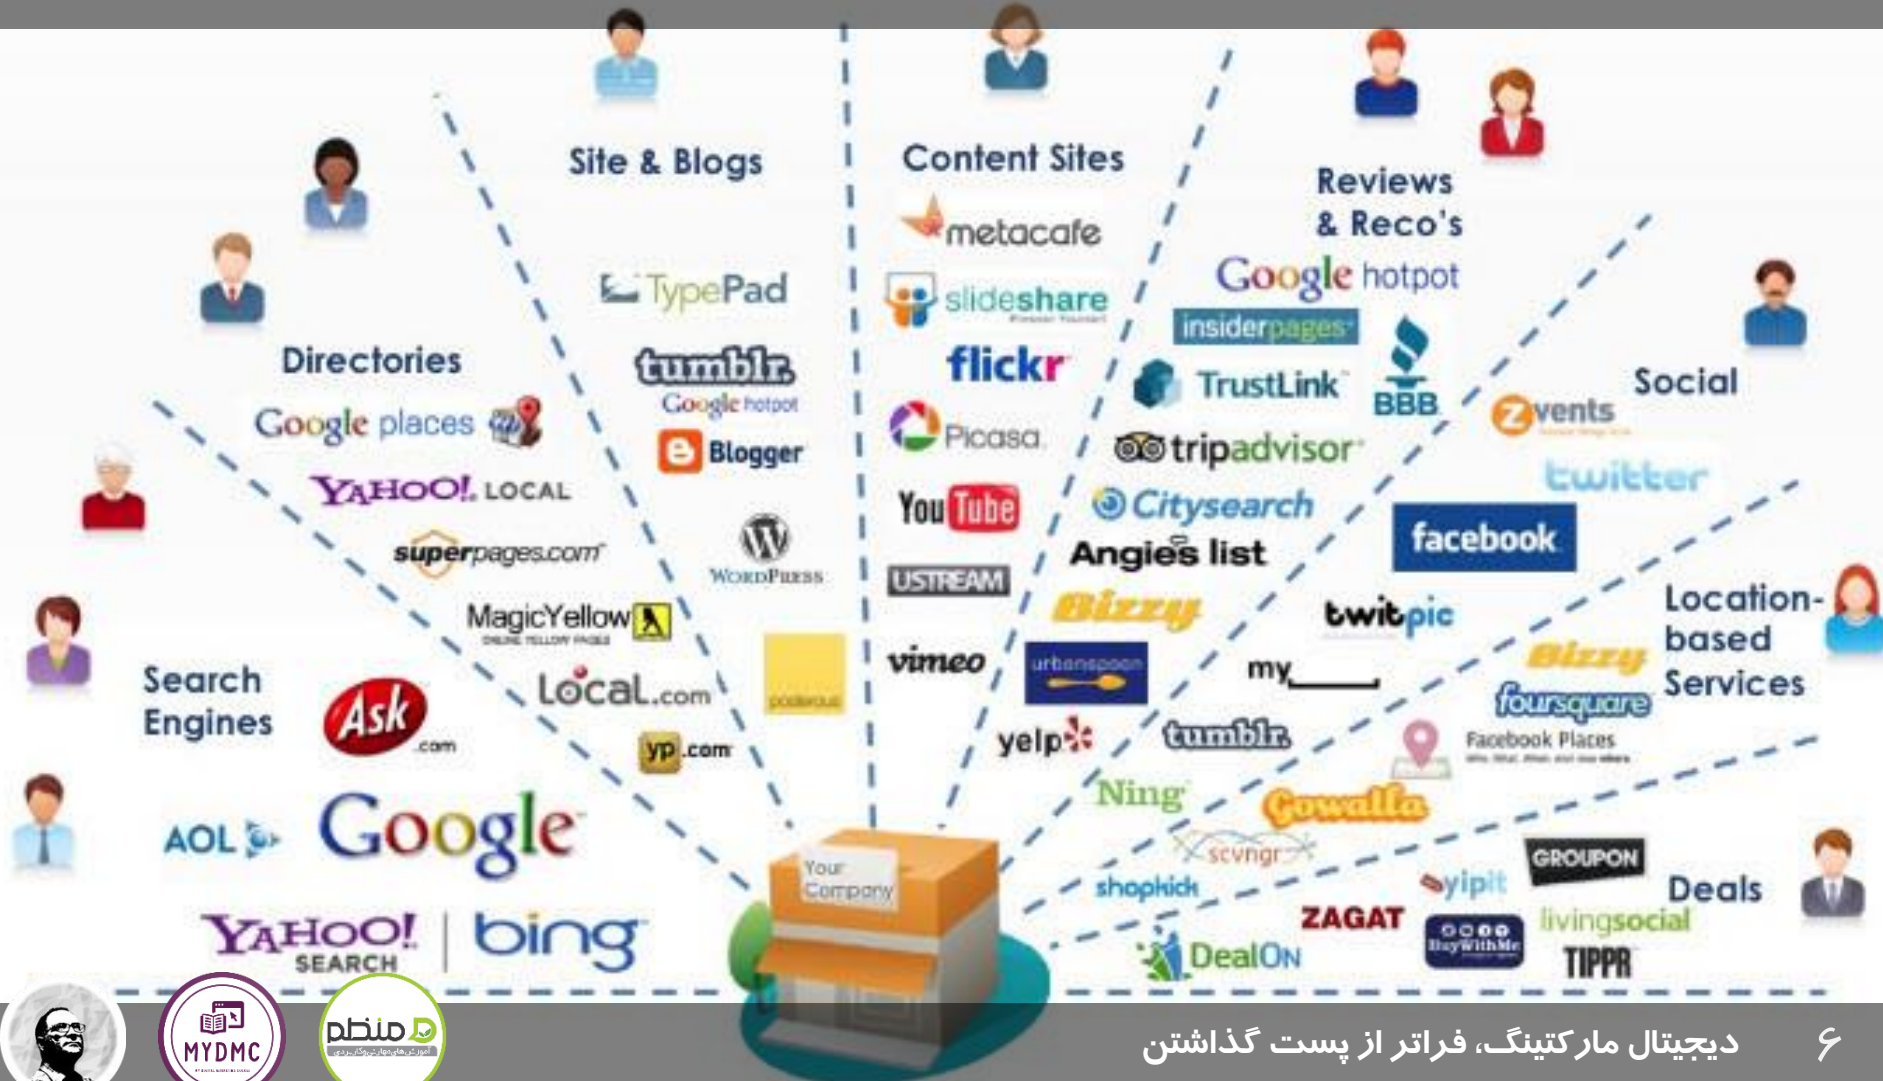 Site & Blogs
TypePad
tumblr.
Google hotpot
Blogger
WORDPRESS
posterous
Content Sites
metacafe
slideshare
flickr
Picasa
YouTube
USTREAM
vimeo
Reviews
& Reco's
Google hotpot
insiderpages
TrustLink
BBB
tripadvisor
Citysearch
Angie's list
Bizzy
urbanspoon
yelp
Directories
Google places
YAHOO! LOCAL
superpages.com
MagicYellow
ONLINE YELLOW PAGES
Local.com
yp.com
Social
zvents
twitter
facebook
twitpic
my
tumblr.
Ning
Location-
based
Services
Bizzy
foursquare
Facebook Places
Gowalla
scvngr
shopkick
Search
Engines
Ask
.com
AOL
Google
YAHOO!
SEARCH
bing
Deals
GROUPON
yipit
ZAGAT
livingsocial
BuyWithMe
DealOn
TIPPR
Your
Company
MYDMC
منظم
دیجیتال مارکتینگ، فراتر از پست گذاشتن
۶